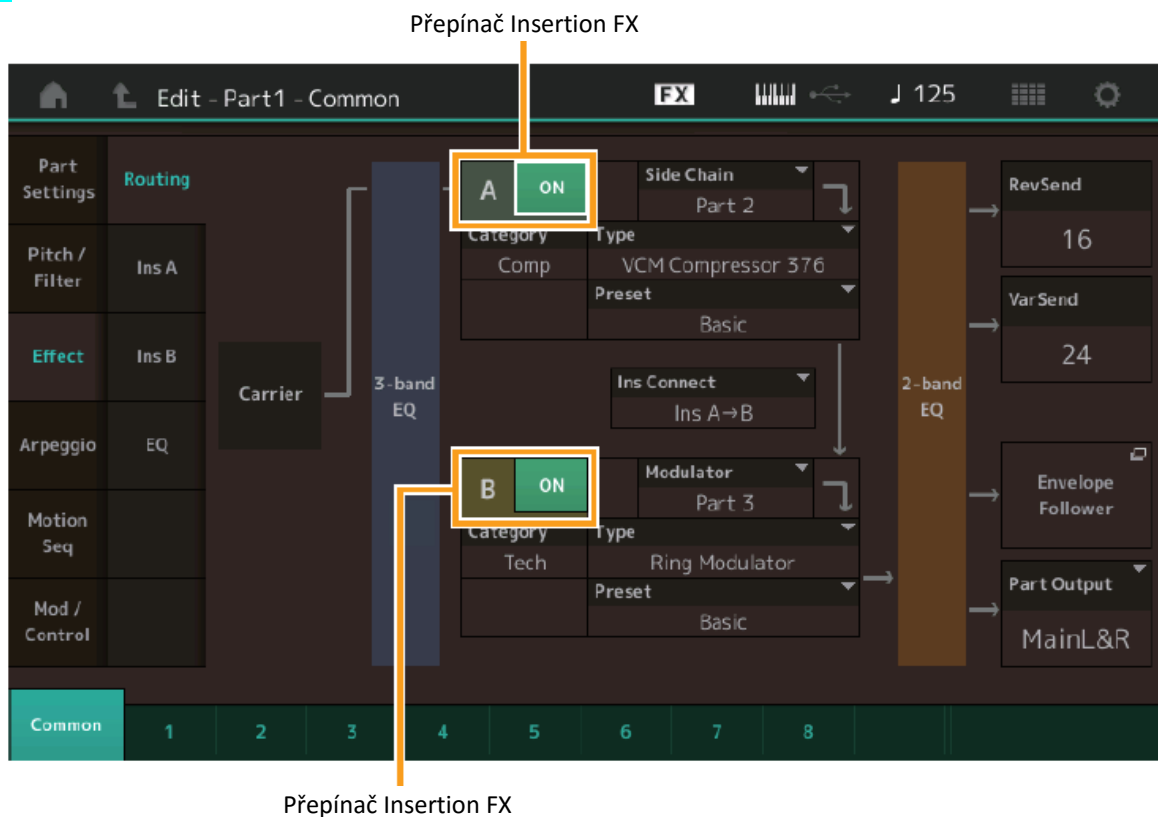 Přepínač Insertion FX
Edit - Part1 - Common
FX
125
Part
Settings
Pitch /
Filter
Effect
Arpeggio
Motion
Seq
Mod /
Control
Routing
Ins A
Ins B
EQ
Carrier
3-band
EQ
A ON
Side Chain
Part 2
Category
Comp
Type
VCM Compressor 376
Preset
Basic
Ins Connect
Ins A→B
B ON
Modulator
Part 3
Category
Tech
Type
Ring Modulator
Preset
Basic
2-band
EQ
RevSend
16
VarSend
24
Envelope
Follower
Part Output
MainL&R
Common 1 2 3 4 5 6 7 8
Přepínač Insertion FX